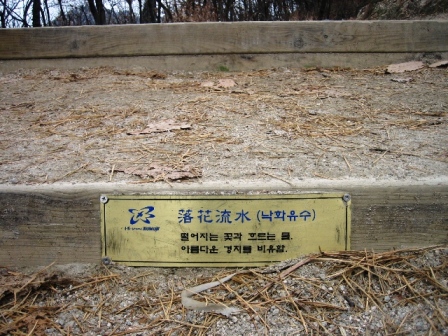 落花流水 (낙화유수)
떨어지는 꽃과 흐르는 물.
아름다운 경치를 비유함.